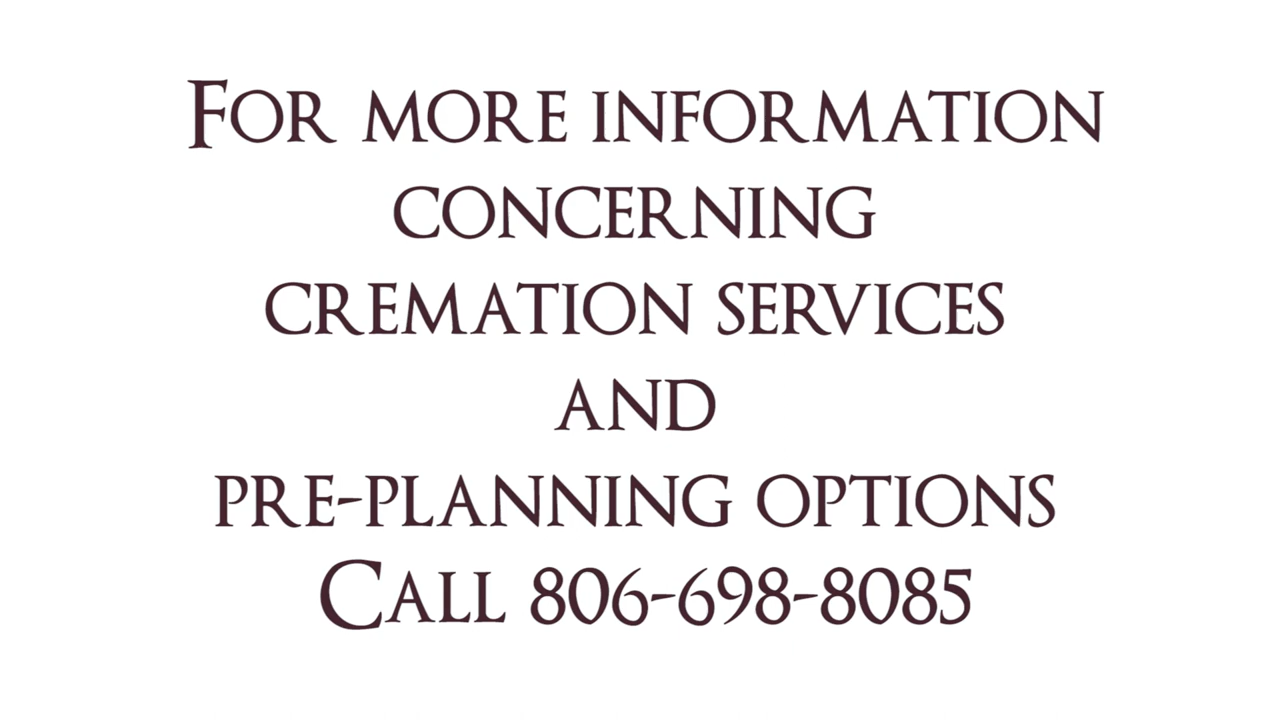 For more information
concerning
cremation services
and
pre-planning options
Call 806-698-8085